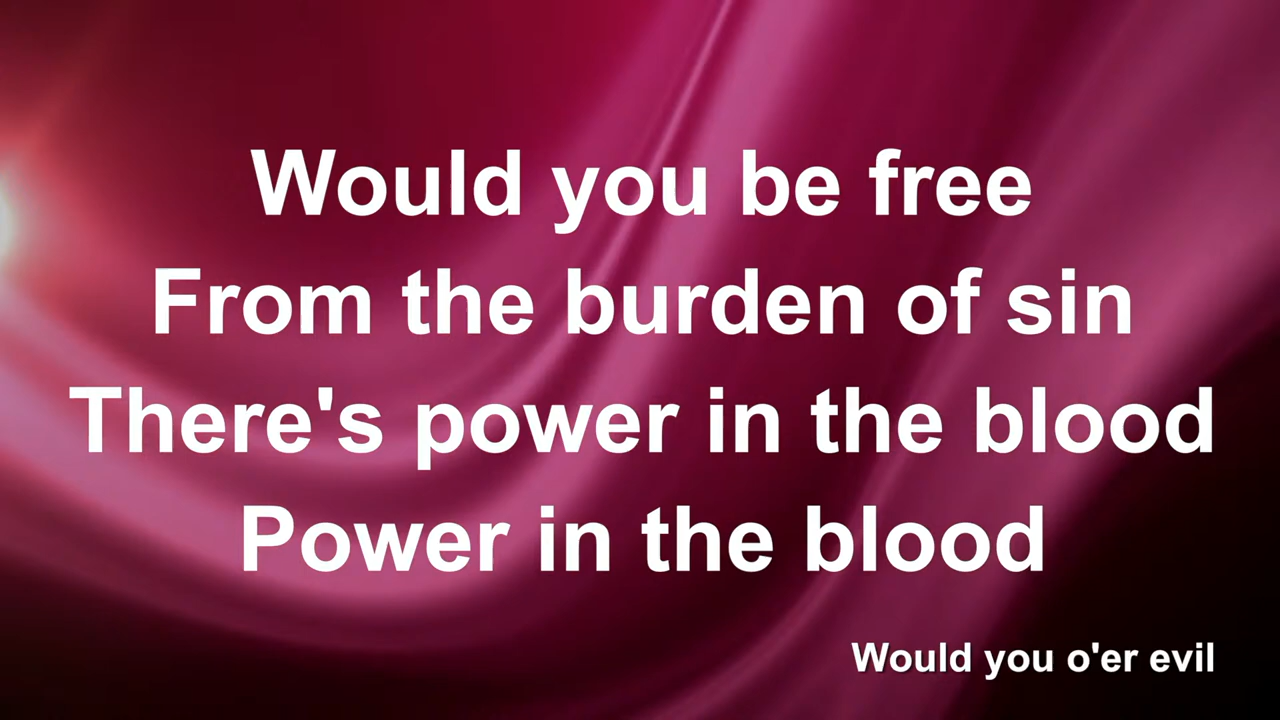 Would you be free
From the burden of sin
There's power in the blood
Power in the blood
Would you o'er evil